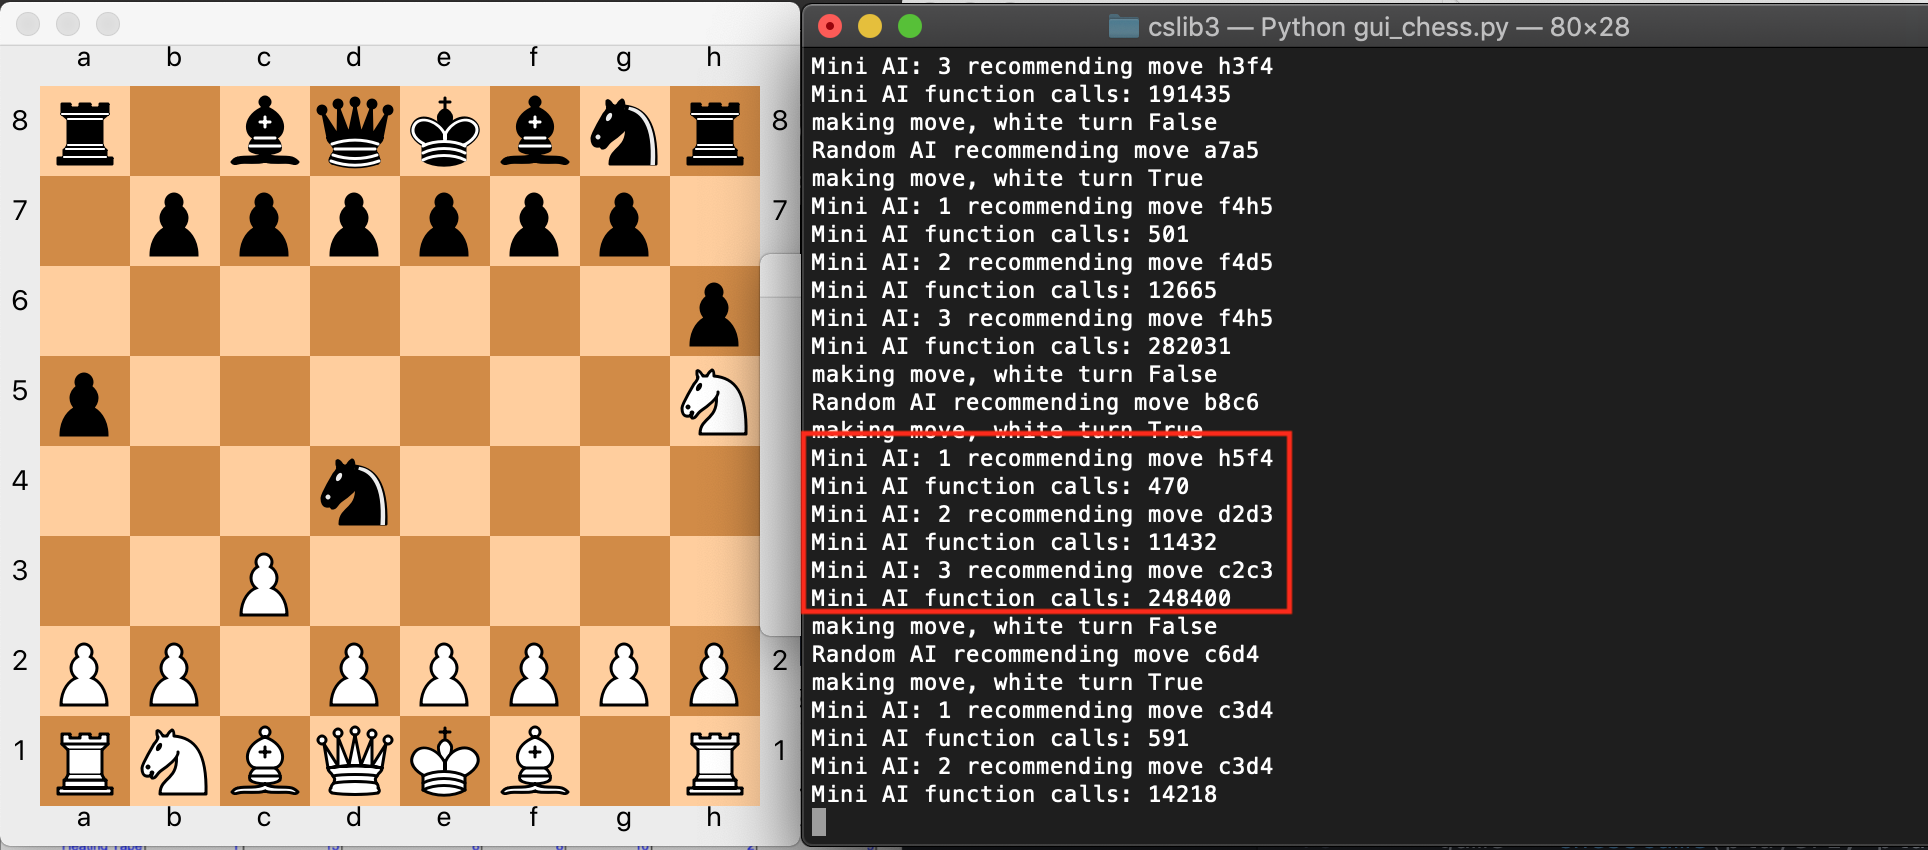 cslib3 — Python gui_chess.py — 80×28
a b c d e f g h
8 8
7 7
6
5
4
3
2 2
1 1
a b c d e f g h
Mini AI: 3 recommending move h3f4
Mini AI function calls: 191435
making move, white turn False
Random AI recommending move a7a5
making move, white turn True
Mini AI: 1 recommending move f4h5
Mini AI function calls: 501
Mini AI: 2 recommending move f4d5
Mini AI function calls: 12665
Mini AI: 3 recommending move f4h5
Mini AI function calls: 282031
making move, white turn False
Random AI recommending move b8c6
making move, white turn True
Mini AI: 1 recommending move h5f4
Mini AI function calls: 470
Mini AI: 2 recommending move d2d3
Mini AI function calls: 11432
Mini AI: 3 recommending move c2c3
Mini AI function calls: 248400
making move, white turn False
Random AI recommending move c6d4
making move, white turn True
Mini AI: 1 recommending move c3d4
Mini AI function calls: 591
Mini AI: 2 recommending move c3d4
Mini AI function calls: 14218